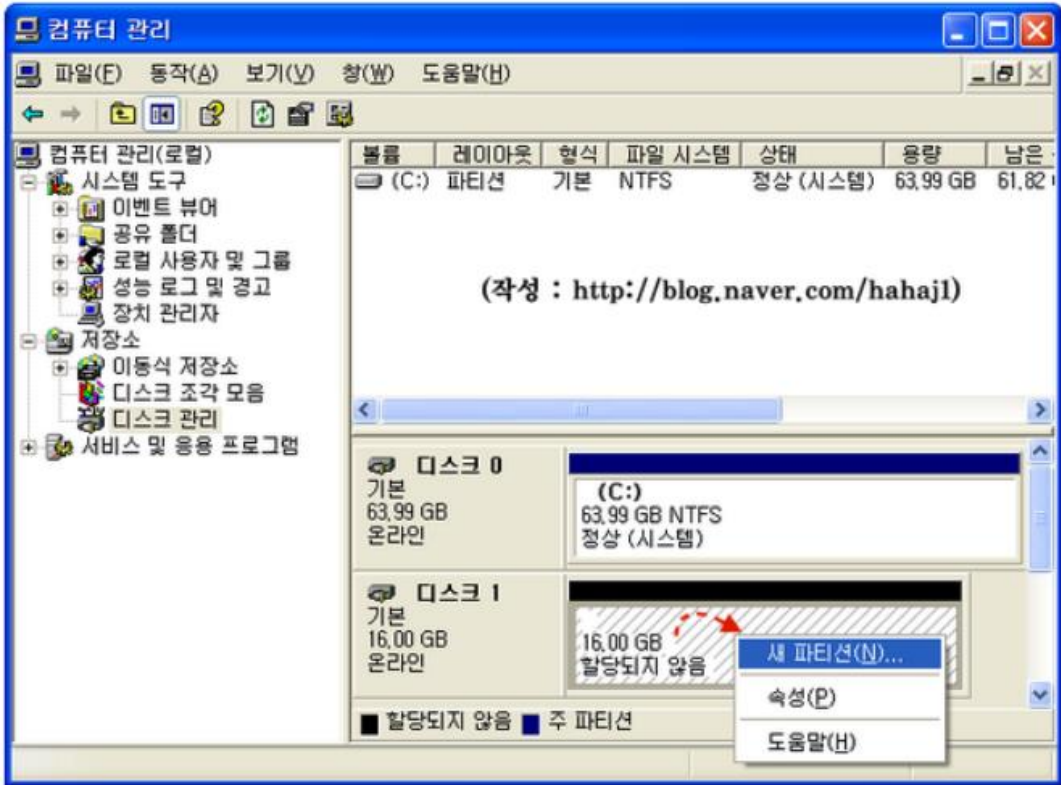 컴퓨터 관리
파일(F) 동작(A) 보기(V) 창(W) 도움말(H)
컴퓨터 관리(로컬)
시스템 도구
이벤트 뷰어
공유 폴더
로컬 사용자 및 그룹
성능 로그 및 경고
장치 관리자
저장소
이동식 저장소
디스크 조각 모음
디스크 관리
서비스 및 응용 프로그램
볼륨 레이아웃 형식 파일 시스템 상태 용량 남은
(C:) 파티션 기본 NTFS 정상 (시스템) 63,99 GB 61,82
(작성 : http://blog.naver.com/hahaj1)
디스크 0
기본
63,99 GB
온라인
(C:)
63,99 GB NTFS
정상 (시스템)
디스크 1
기본
16,00 GB
온라인
16,00 GB
할당되지 않음
새 파티션(N)...
속성(P)
도움말(H)
할당되지 않음 주 파티션